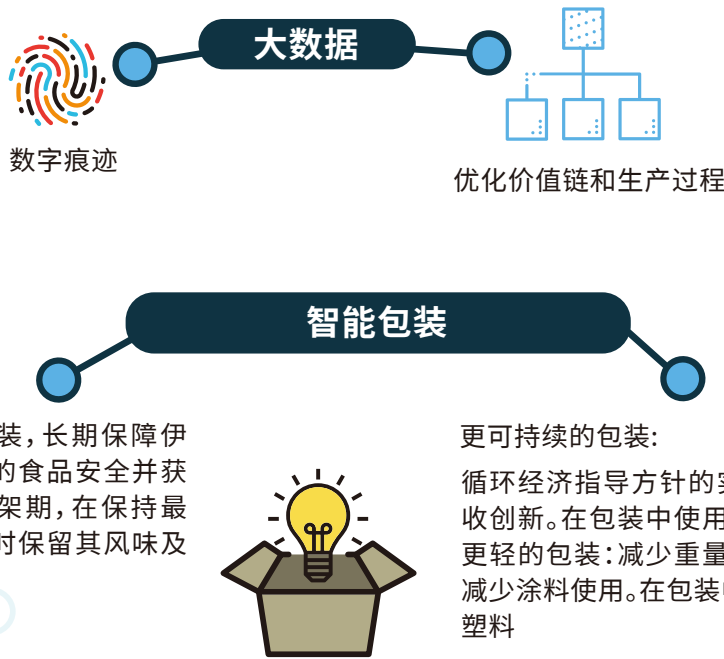 大数据
数字痕迹
优化价值链和生产过程
智能包装
装，长期保障伊
的食品安全并获
架期，在保持最
时保留其风味及
更可持续的包装：
循环经济指导方针的实
收创新。在包装中使用
更轻的包装：减少重量
减少涂料使用。在包装中
塑料